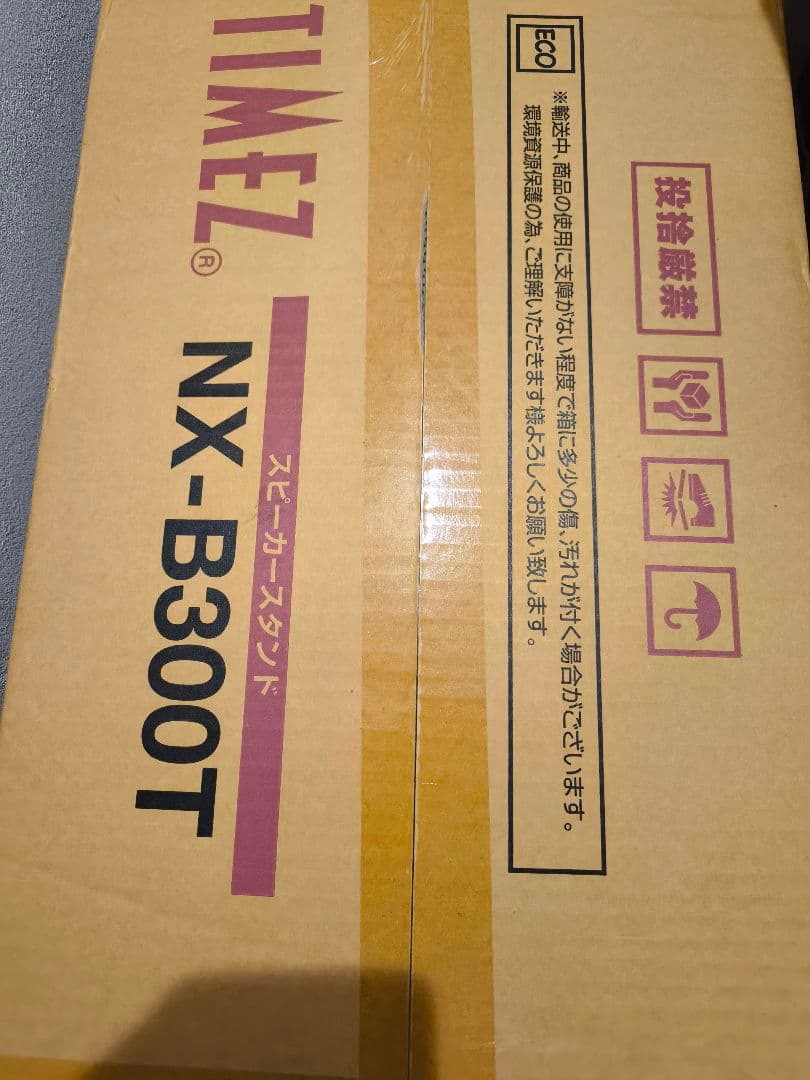 TIMEZ®
スピーカースタンド
NX-B300T
ECO
※輸送中、商品の使用に支障がない程度で箱に多少の傷、汚れが付く場合がございます。
環境資源保護の為、ご理解いただきます様よろしくお願い致します。
投捨厳禁